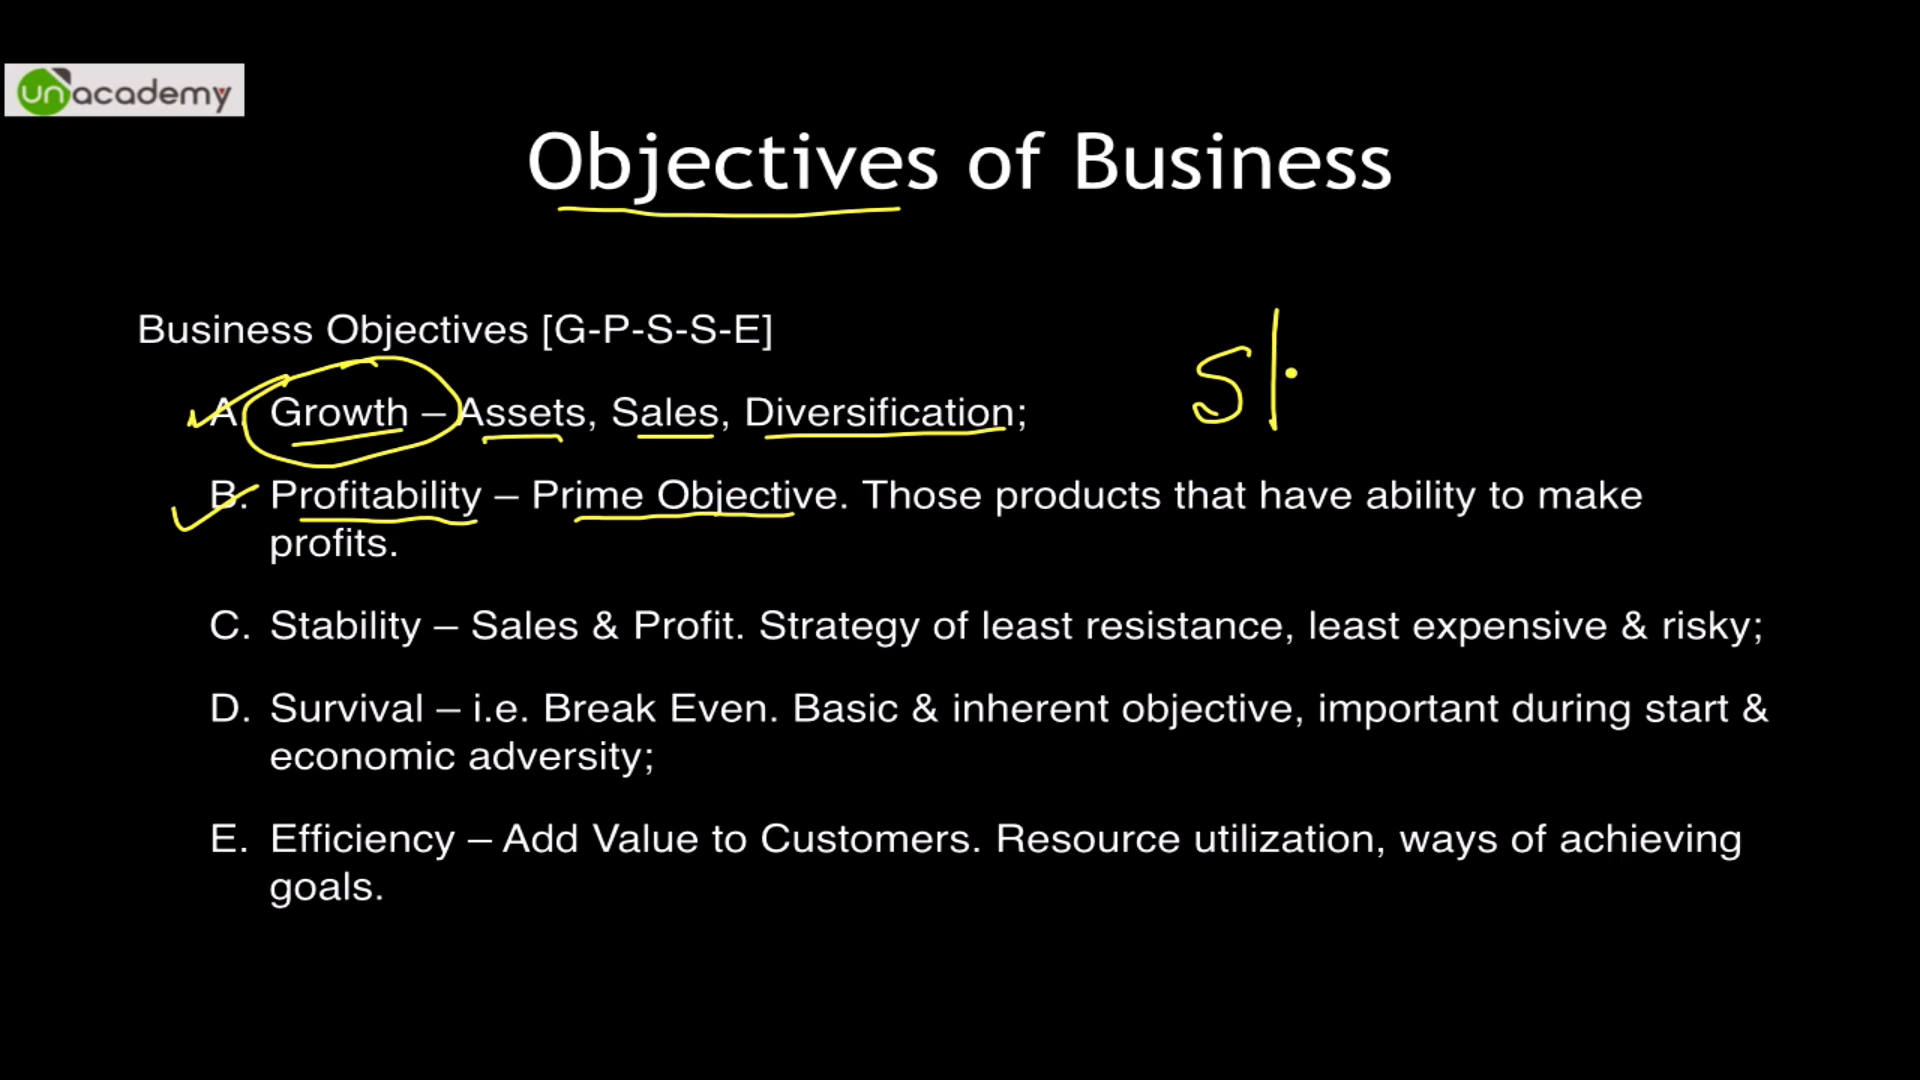 unacademy
Objectives of Business
Business Objectives [G-P-S-S-E]
A. Growth – Assets, Sales, Diversification;
B. Profitability – Prime Objective. Those products that have ability to make
profits.
C. Stability – Sales & Profit. Strategy of least resistance, least expensive & risky;
D. Survival – i.e. Break Even. Basic & inherent objective, important during start &
economic adversity;
E. Efficiency – Add Value to Customers. Resource utilization, ways of achieving
goals.